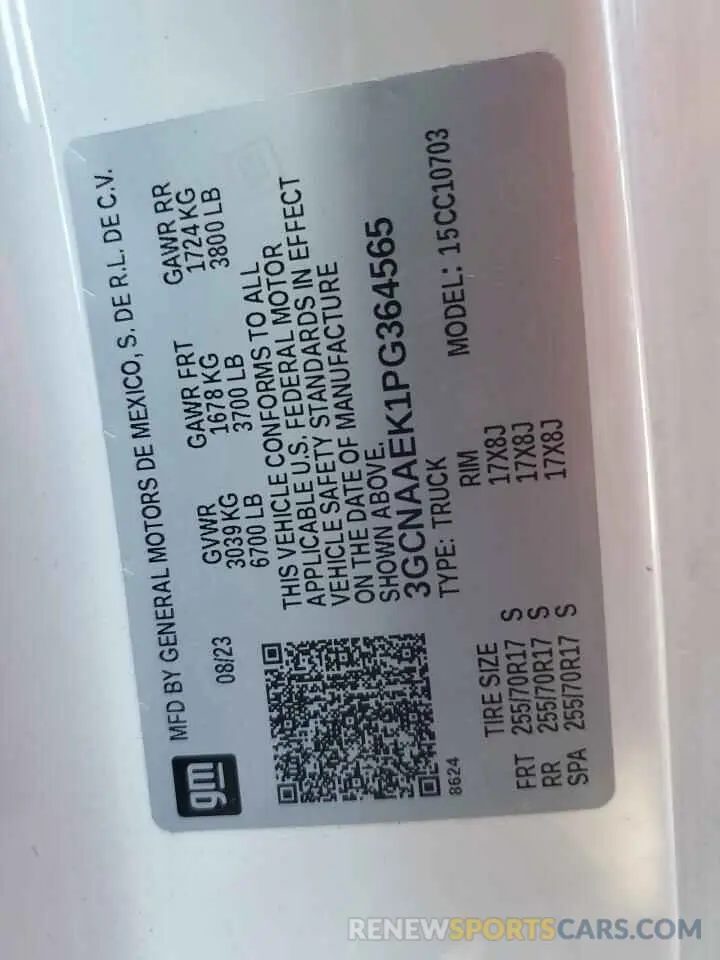 gm
MFD BY GENERAL MOTORS DE MEXICO, S. DE R.L. DE C.V.
08/23
GVWR GAWR FRT GAWR RR
3039 KG 1678 KG 1724 KG
6700 LB 3700 LB 3800 LB
THIS VEHICLE CONFORMS TO ALL
APPLICABLE U.S. FEDERAL MOTOR
VEHICLE SAFETY STANDARDS IN EFFECT
ON THE DATE OF MANUFACTURE
SHOWN ABOVE.
3GCNAAEK1PG364565
TYPE: TRUCK MODEL: 15CC10703
8624
TIRE SIZE RIM
FRT 255/70R17 S 17X8J
RR 255/70R17 S 17X8J
SPA 255/70R17 S 17X8J
RENEWSPORTSCARS.COM